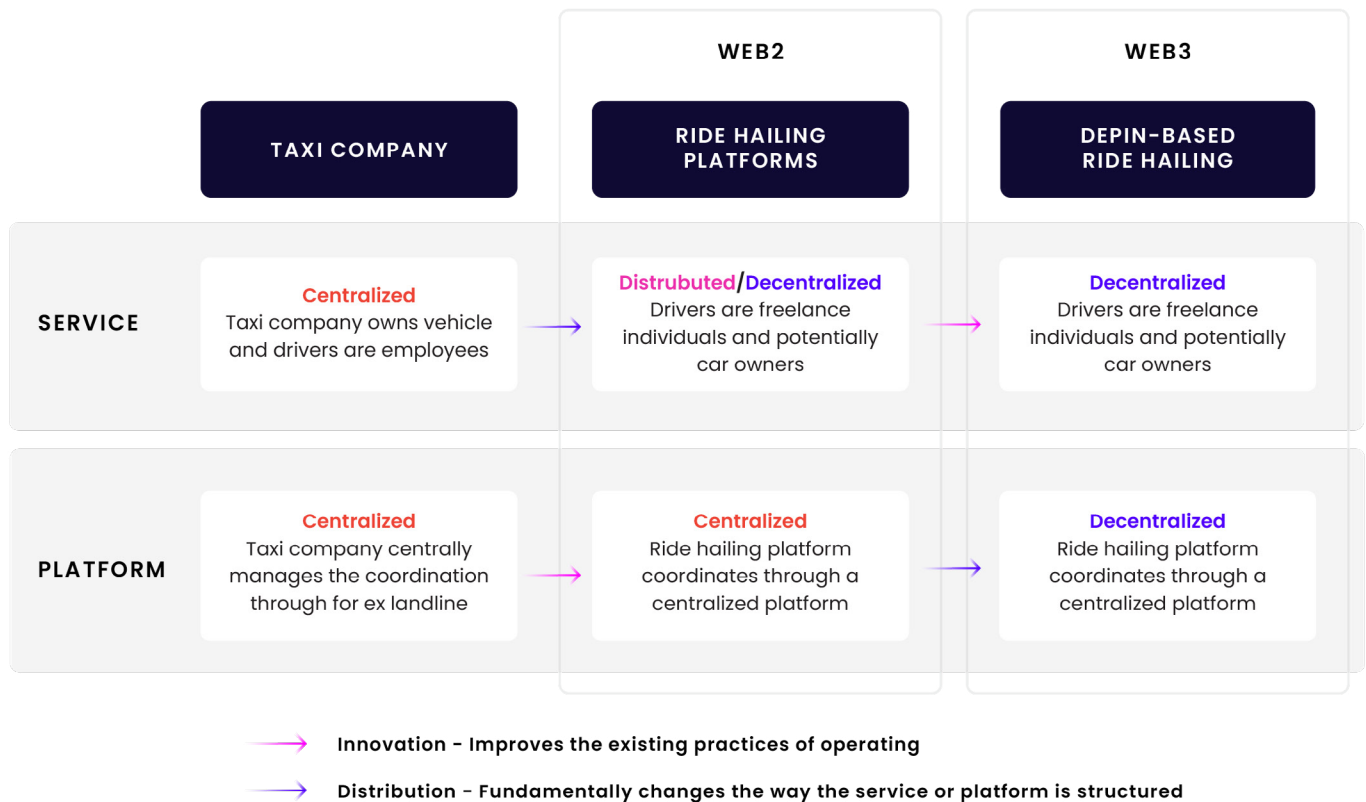 WEB2
WEB3
TAXI COMPANY
RIDE HAILING
PLATFORMS
DEPIN-BASED
RIDE HAILING
SERVICE
Centralized
Taxi company owns vehicle
and drivers are employees
Distrubuted/Decentralized
Drivers are freelance
individuals and potentially
car owners
Decentralized
Drivers are freelance
individuals and potentially
car owners
PLATFORM
Centralized
Taxi company centrally
manages the coordination
through for ex landline
Centralized
Ride hailing platform
coordinates through a
centralized platform
Decentralized
Ride hailing platform
coordinates through a
centralized platform
Innovation - Improves the existing practices of operating
Distribution - Fundamentally changes the way the service or platform is structured